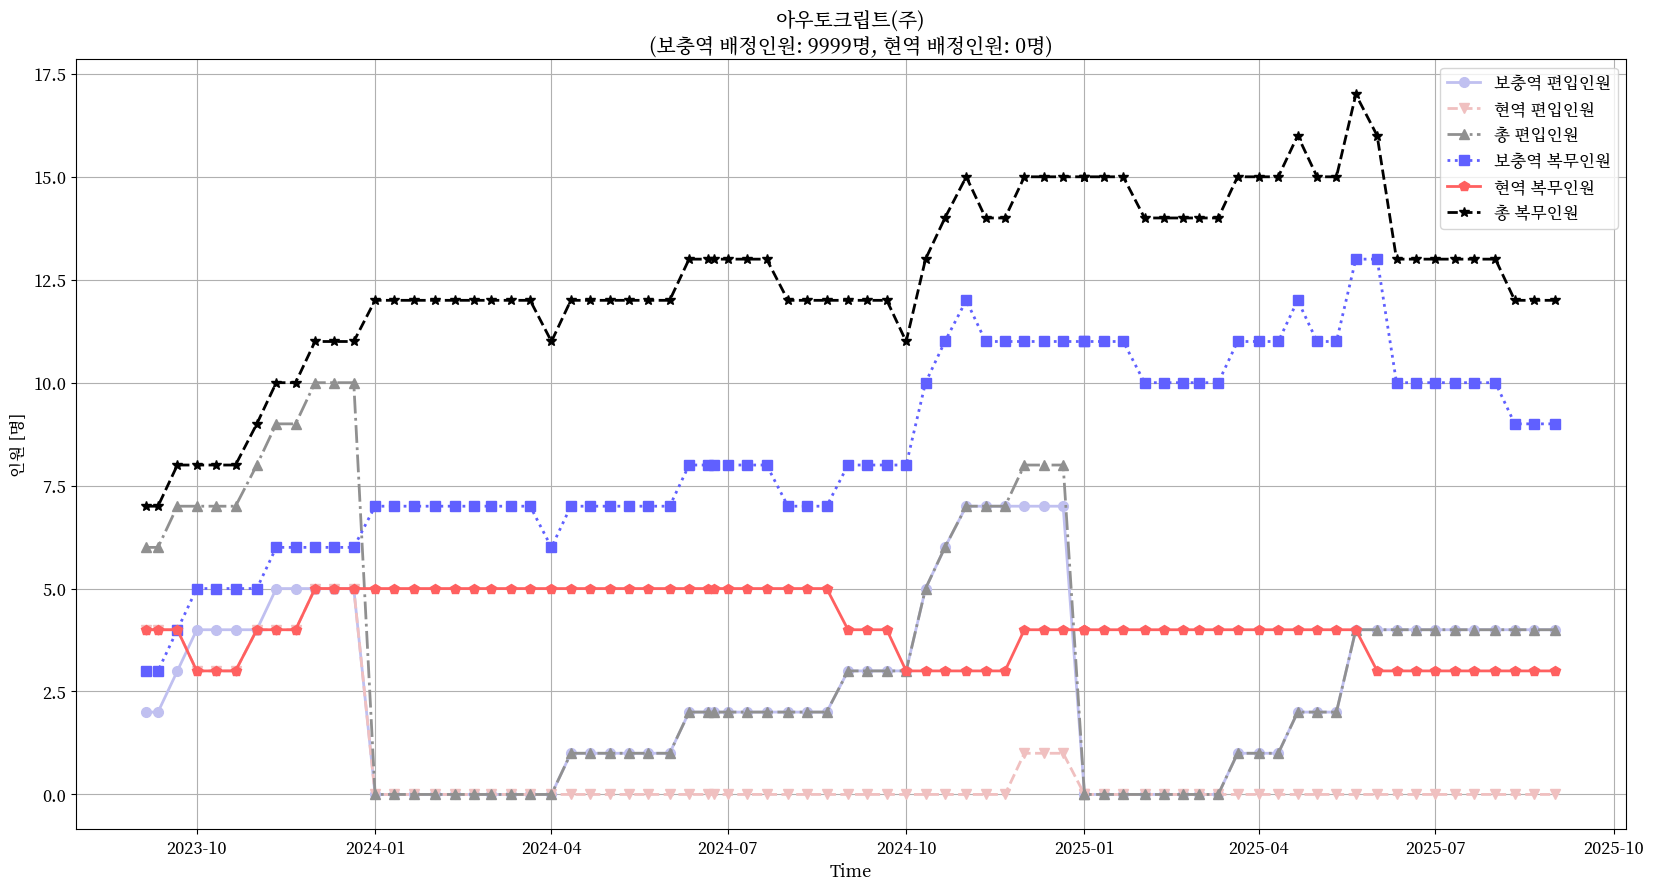 아우토크립트(주)
(보충역 배정인원: 9999명, 현역 배정인원: 0명)
17.5
15.0
12.5
10.0
7.5
5.0
2.5
0.0
인원 [명]
보충역 편입인원
현역 편입인원
총 편입인원
보충역 복무인원
현역 복무인원
총 복무인원
2023-10
2024-01
2024-04
2024-07
2024-10
2025-01
2025-04
2025-07
2025-10
Time